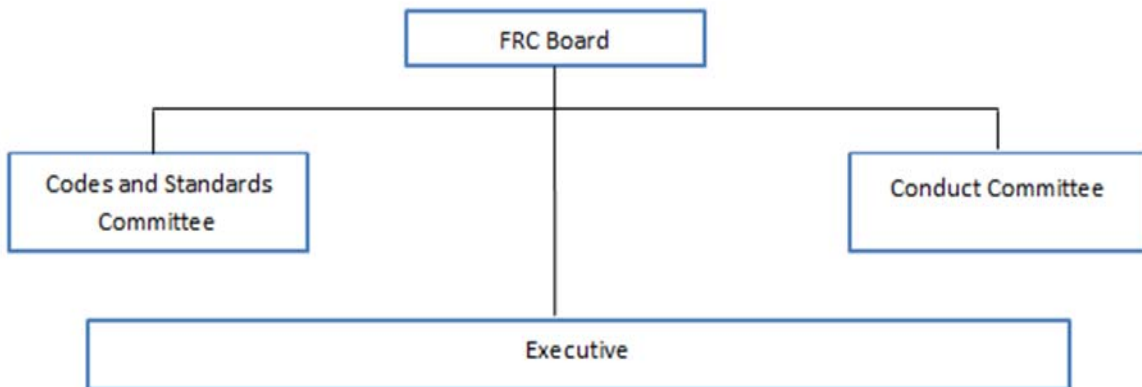 FRC Board
Codes and Standards
Committee
Conduct Committee
Executive